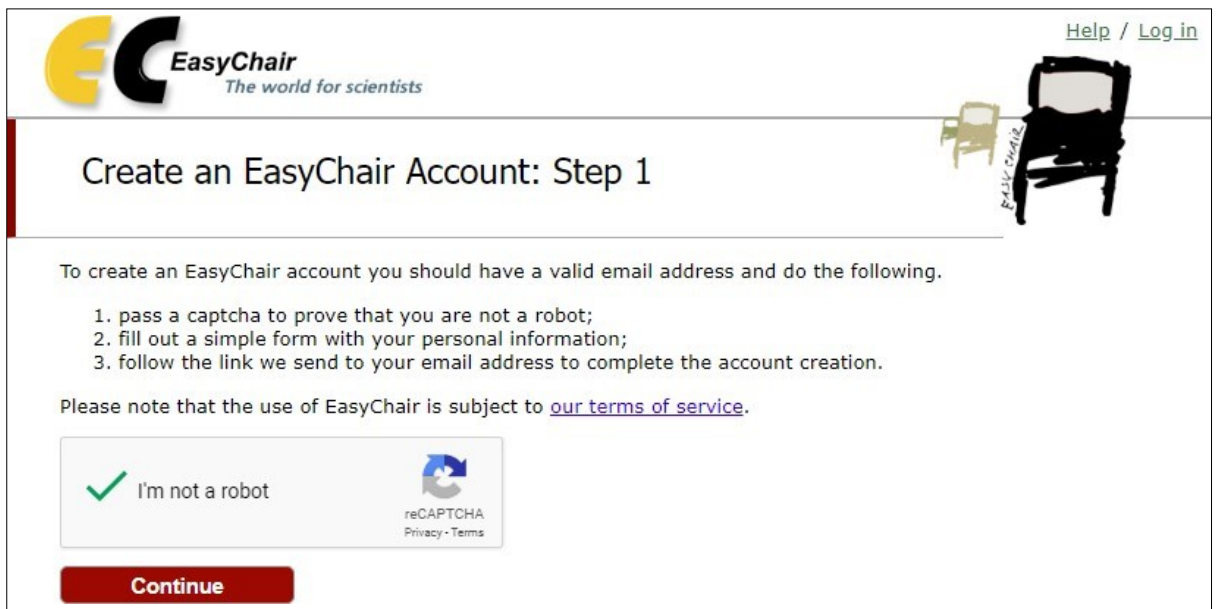 Help / Log in
EC
EasyChair
The world for scientists
EASY CHAIR
Create an EasyChair Account: Step 1
To create an EasyChair account you should have a valid email address and do the following.
1. pass a captcha to prove that you are not a robot;
2. fill out a simple form with your personal information;
3. follow the link we send to your email address to complete the account creation.
Please note that the use of EasyChair is subject to our terms of service.
I'm not a robot
reCAPTCHA
Privacy - Terms
Continue